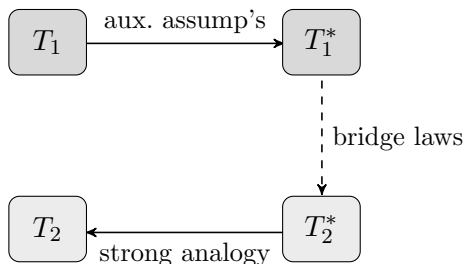 T₁ aux. assump's T₁*
bridge laws
T₂ strong analogy T₂*